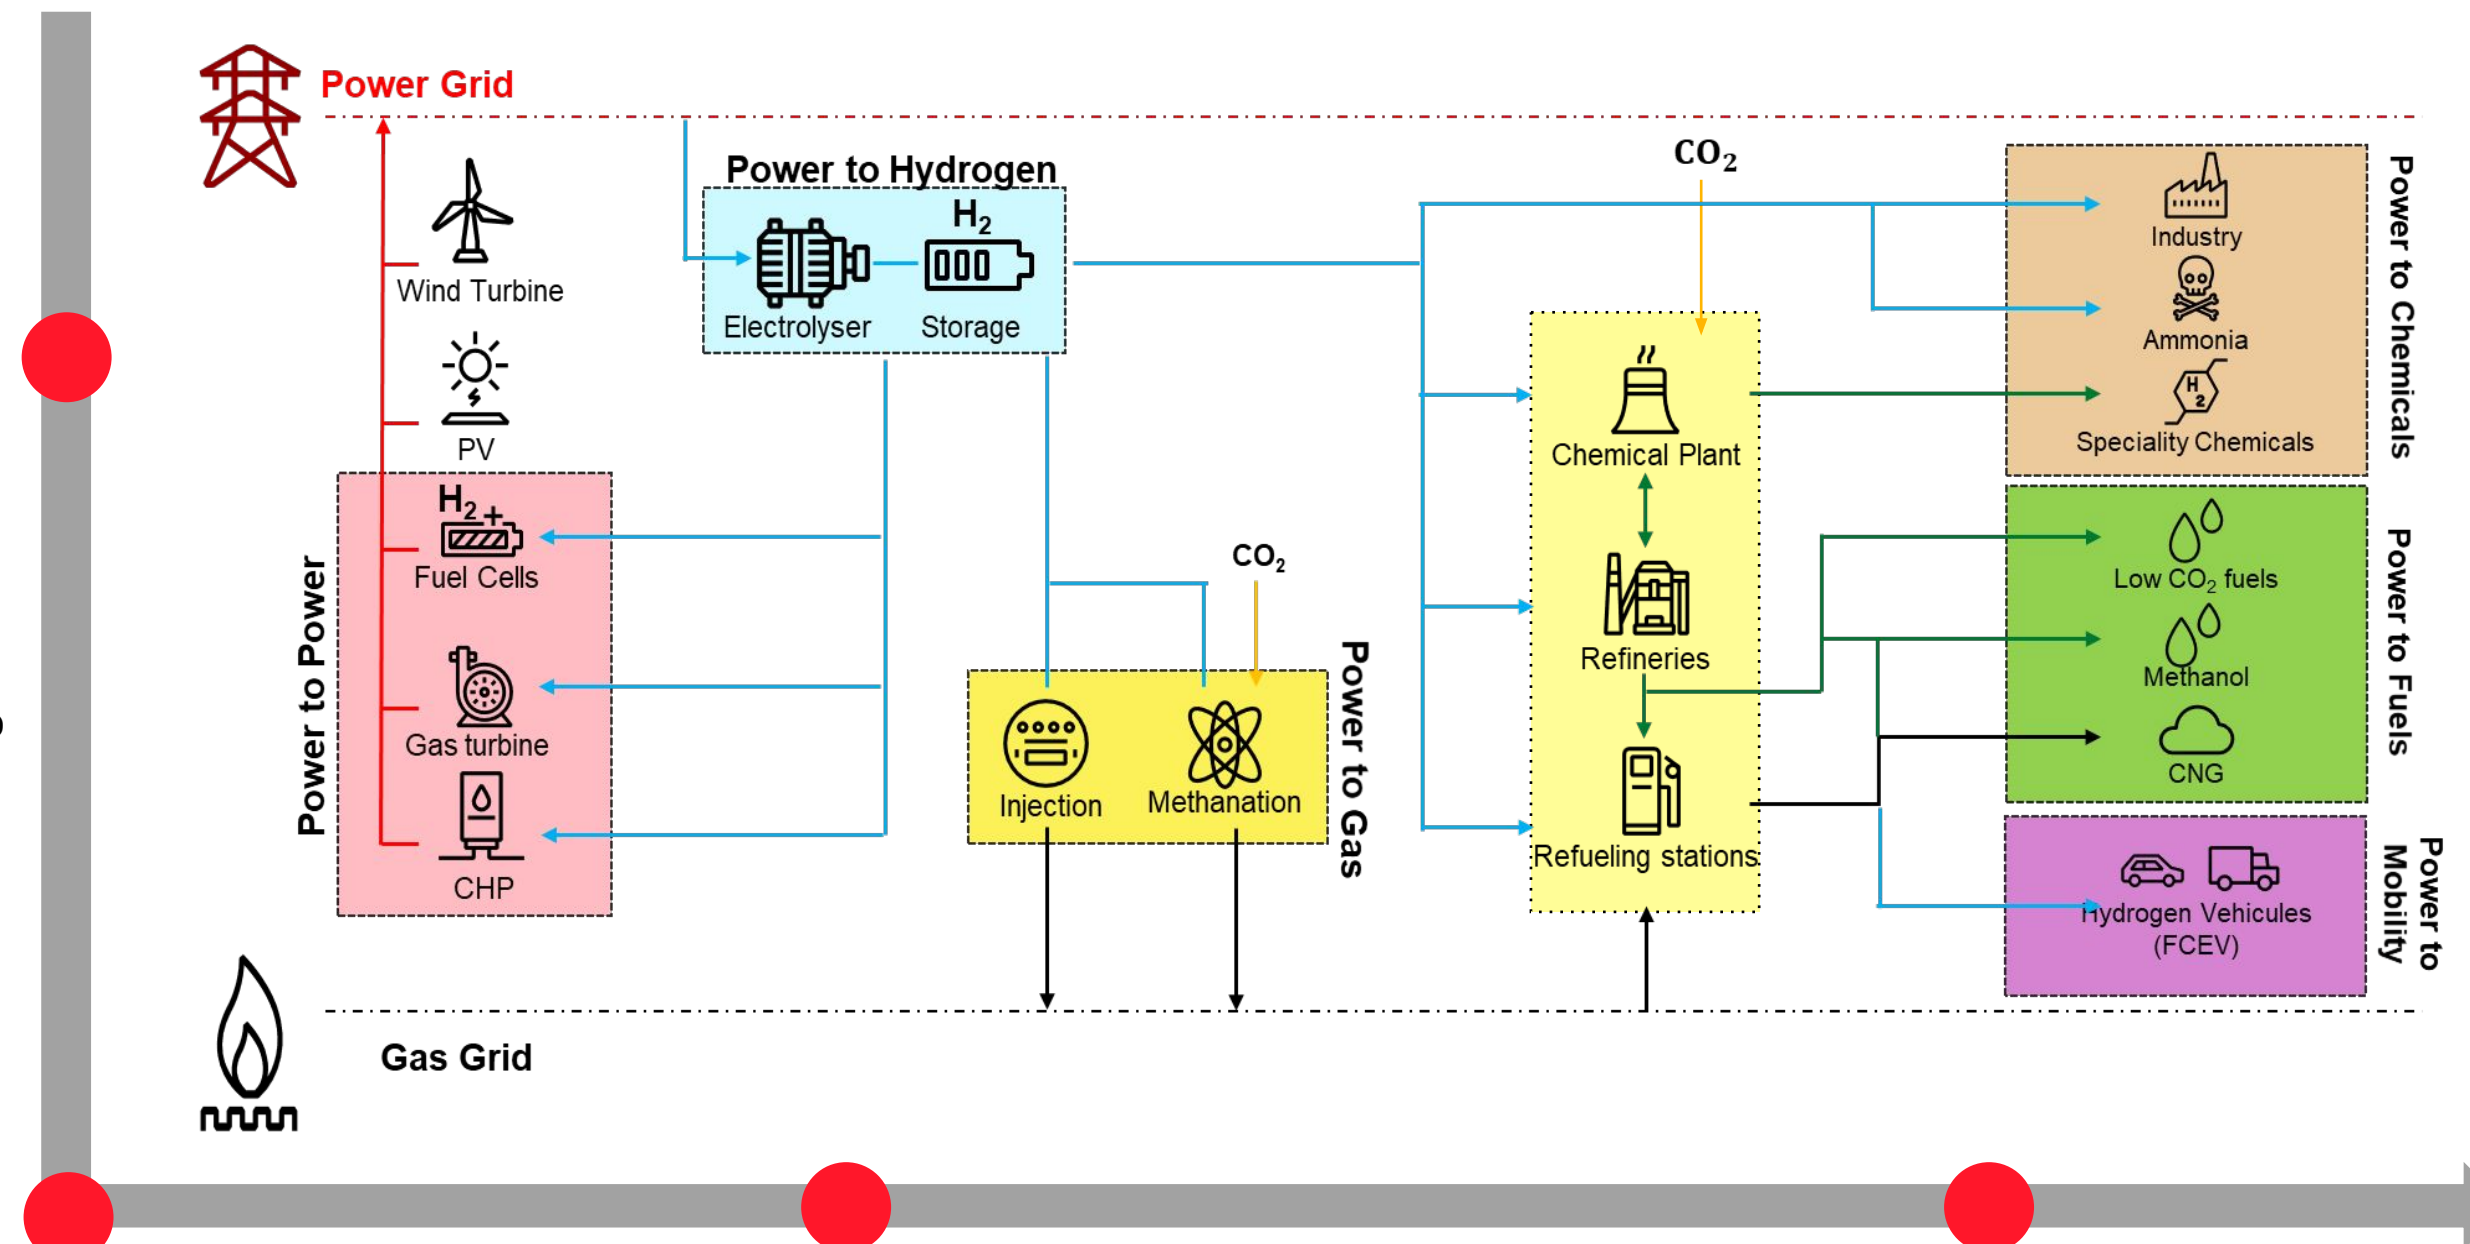 Power Grid
Power to Hydrogen
H₂
Electrolyser
Storage
Wind Turbine
PV
Power to Power
H₂
+
Fuel Cells
Gas turbine
CHP
CO₂
Injection
Methanation
Power to Gas
CO₂
Chemical Plant
Refineries
Refueling stations
Industry
Ammonia
H
2
Speciality Chemicals
Power to Chemicals
Low CO₂ fuels
Methanol
CNG
Power to Fuels
Hydrogen Vehicules
(FCEV)
Power to
Mobility
Gas Grid